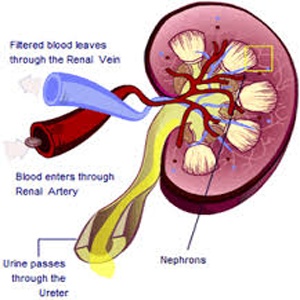 Filtered blood leaves
through the Renal Vein
Blood enters through
Renal Artery
Urine passes
through the
Ureter
Nephrons